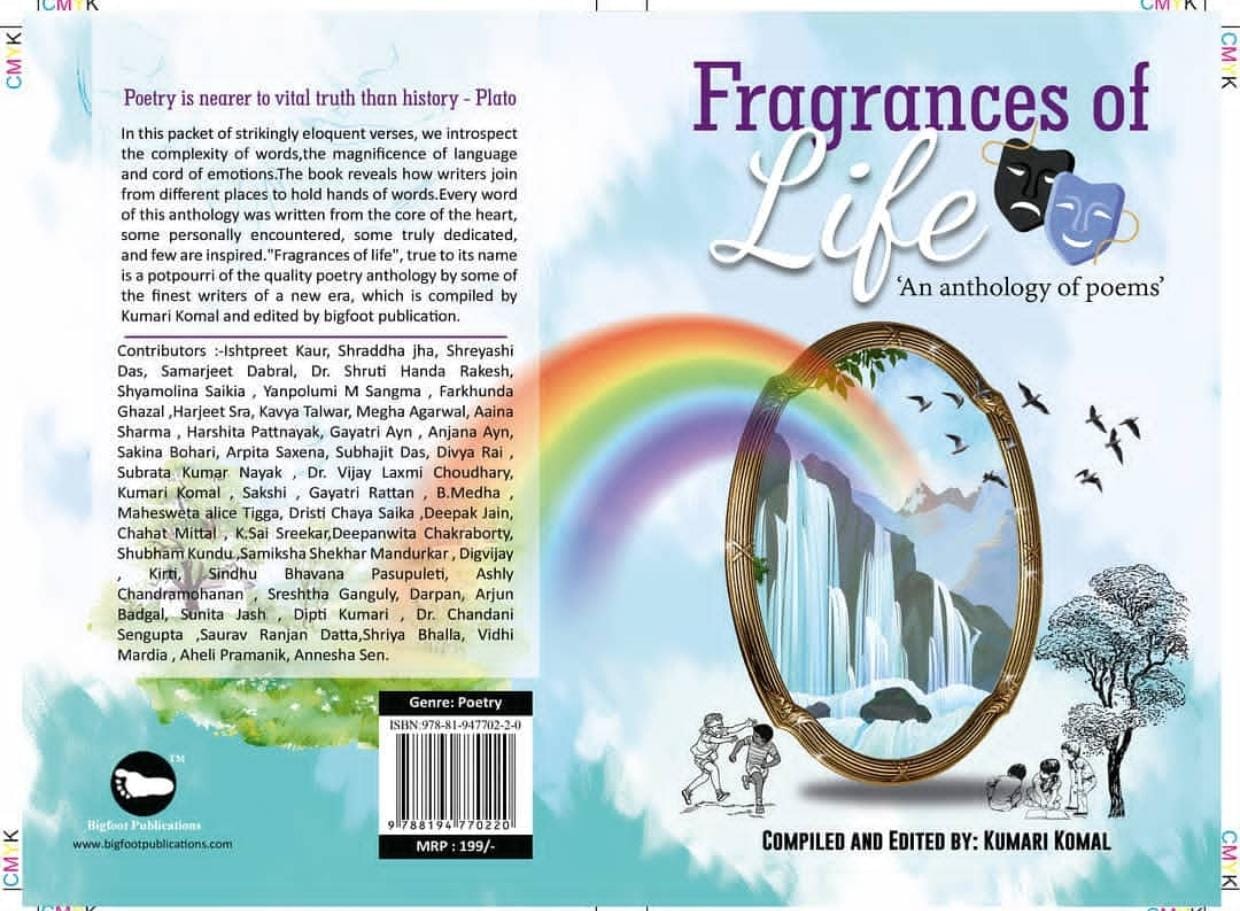 CMYK
CMYK
CMYK
CMYK
Poetry is nearer to vital truth than history - Plato
In this packet of strikingly eloquent verses, we introspect
the complexity of words,the magnificence of language
and cord of emotions.The book reveals how writers join
from different places to hold hands of words.Every word
of this anthology was written from the core of the heart,
some personally encountered, some truly dedicated,
and few are inspired."Fragrances of life", true to its name
is a potpourri of the quality poetry anthology by some of
the finest writers of a new era, which is compiled by
Kumari Komal and edited by bigfoot publication.
Contributors :-Ishtpreet Kaur, Shraddha jha, Shreyashi
Das, Samarjeet Dabral, Dr. Shruti Handa Rakesh,
Shyamolina Saikia , Yanpolumi M Sangma , Farkhunda
Ghazal ,Harjeet Sra, Kavya Talwar, Megha Agarwal, Aaina
Sharma , Harshita Pattnayak, Gayatri Ayn , Anjana Ayn,
Sakina Bohari, Arpita Saxena, Subhajit Das, Divya Rai ,
Subrata Kumar Nayak , Dr. Vijay Laxmi Choudhary,
Kumari Komal , Sakshi , Gayatri Rattan , B.Medha ,
Mahesweta alice Tigga, Dristi Chaya Saika ,Deepak Jain,
Chahat Mittal , K.Sai Sreekar,Deepanwita Chakraborty,
Shubham Kundu ,Samiksha Shekhar Mandurkar , Digvijay
, Kirti, Sindhu Bhavana Pasupuleti, Ashly
Chandramohanan , Sreshtha Ganguly, Darpan, Arjun
Badgal, Sunita Jash , Dipti Kumari , Dr. Chandani
Sengupta ,Saurav Ranjan Datta,Shriya Bhalla, Vidhi
Mardia , Aheli Pramanik, Annesha Sen.
Genre: Poetry
ISBN:978-81-947702-2-0
9 788194 770220
MRP : 199/-
TM
Bigfoot Publications
www.bigfootpublications.com
Fragrances of
Life
‘An anthology of poems’
COMPILED AND EDITED BY: KUMARI KOMAL
CMYK
CMYK